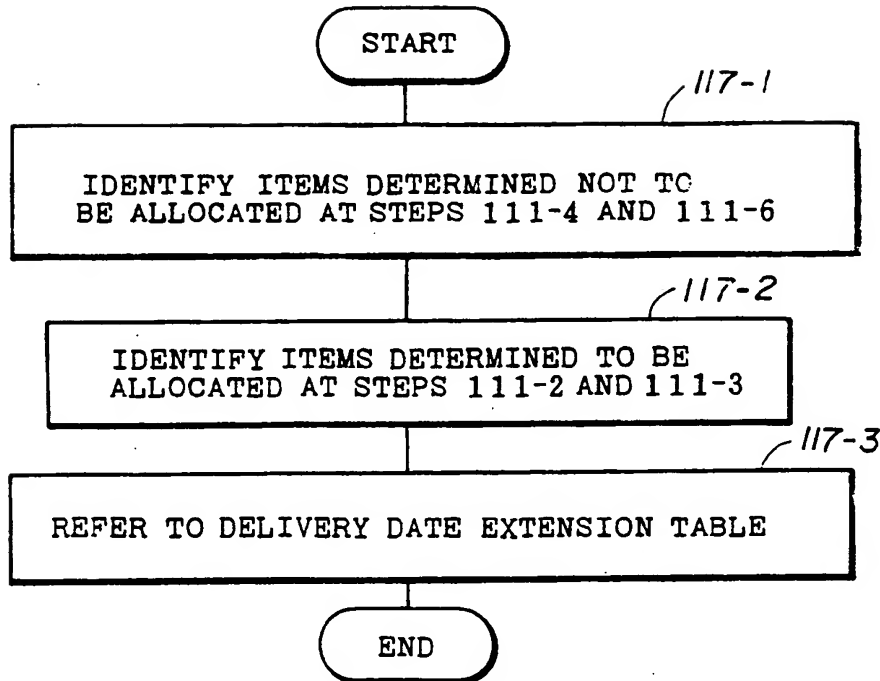 START
117-1
IDENTIFY ITEMS DETERMINED NOT TO
BE ALLOCATED AT STEPS 111-4 AND 111-6
117-2
IDENTIFY ITEMS DETERMINED TO BE
ALLOCATED AT STEPS 111-2 AND 111-3
117-3
REFER TO DELIVERY DATE EXTENSION TABLE
END